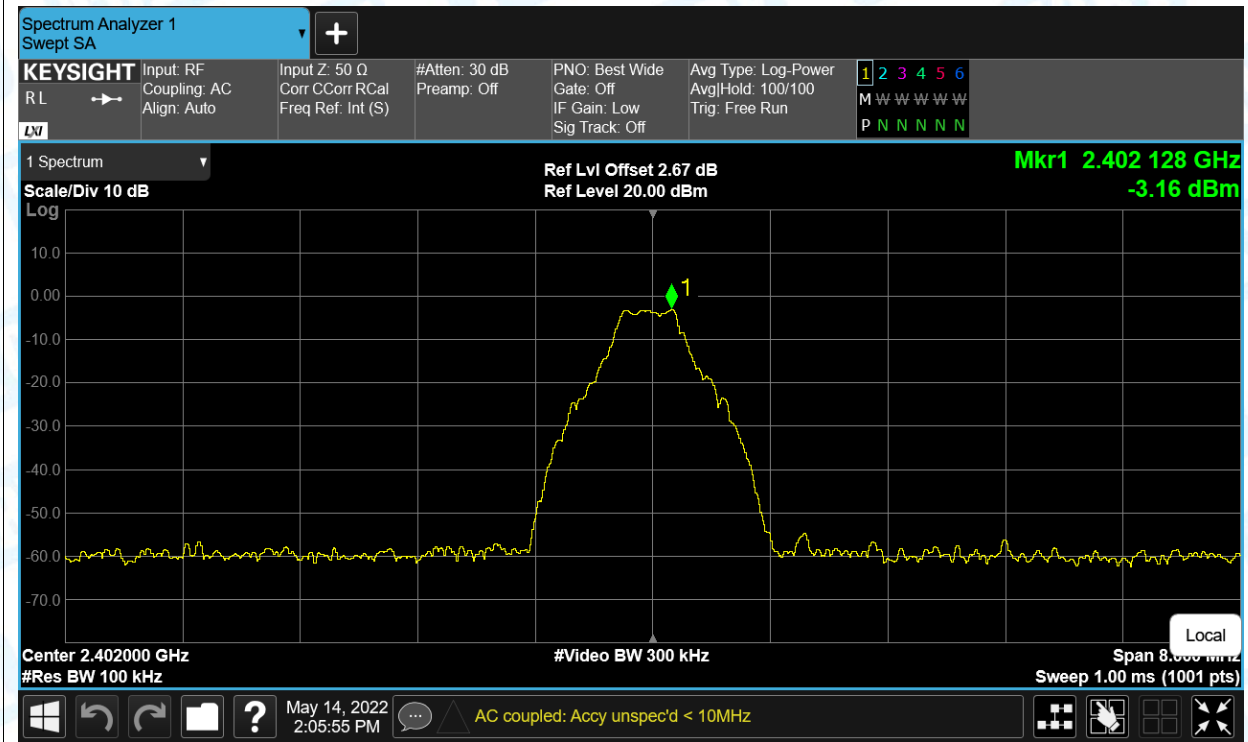 Spectrum Analyzer 1
Swept SA
KEYSIGHT
R L
LXI
Input: RF
Coupling: AC
Align: Auto
Input Z: 50 Ω
Corr CCorr RCal
Freq Ref: Int (S)
#Atten: 30 dB
Preamp: Off
PNO: Best Wide
Gate: Off
IF Gain: Low
Sig Track: Off
Avg Type: Log-Power
Avg|Hold: 100/100
Trig: Free Run
1 2 3 4 5 6
M W W W W W
P N N N N N
1 Spectrum
Scale/Div 10 dB
Log
Ref Lvl Offset 2.67 dB
Ref Level 20.00 dBm
Mkr1 2.402 128 GHz
-3.16 dBm
1
10.0
0.00
-10.0
-20.0
-30.0
-40.0
-50.0
-60.0
-70.0
Local
Center 2.402000 GHz
#Video BW 300 kHz
Span 8.000 MHz
#Res BW 100 kHz
Sweep 1.00 ms (1001 pts)
?
May 14, 2022
2:05:55 PM
AC coupled: Accy unspec'd < 10MHz